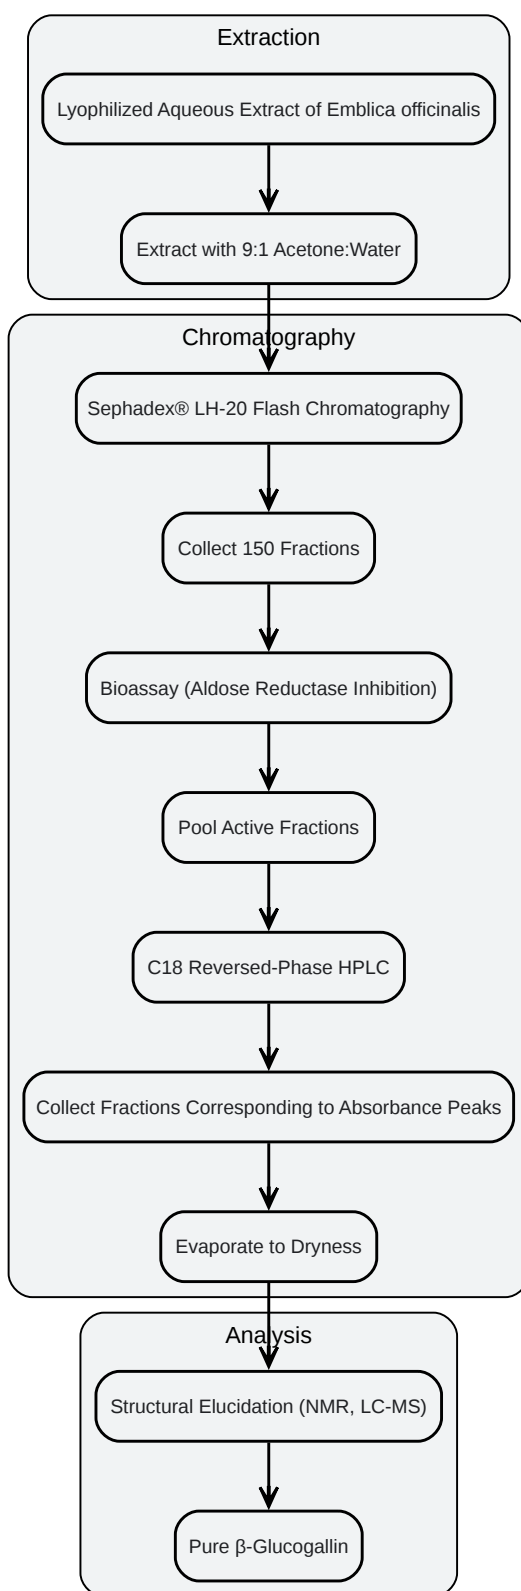 Extraction
Lyophilized Aqueous Extract of Emblica officinalis
Extract with 9:1 Acetone:Water
Chromatography
Sephadex® LH-20 Flash Chromatography
Collect 150 Fractions
Bioassay (Aldose Reductase Inhibition)
Pool Active Fractions
C18 Reversed-Phase HPLC
Collect Fractions Corresponding to Absorbance Peaks
Evaporate to Dryness
Analysis
Structural Elucidation (NMR, LC-MS)
Pure β-Glucogallin